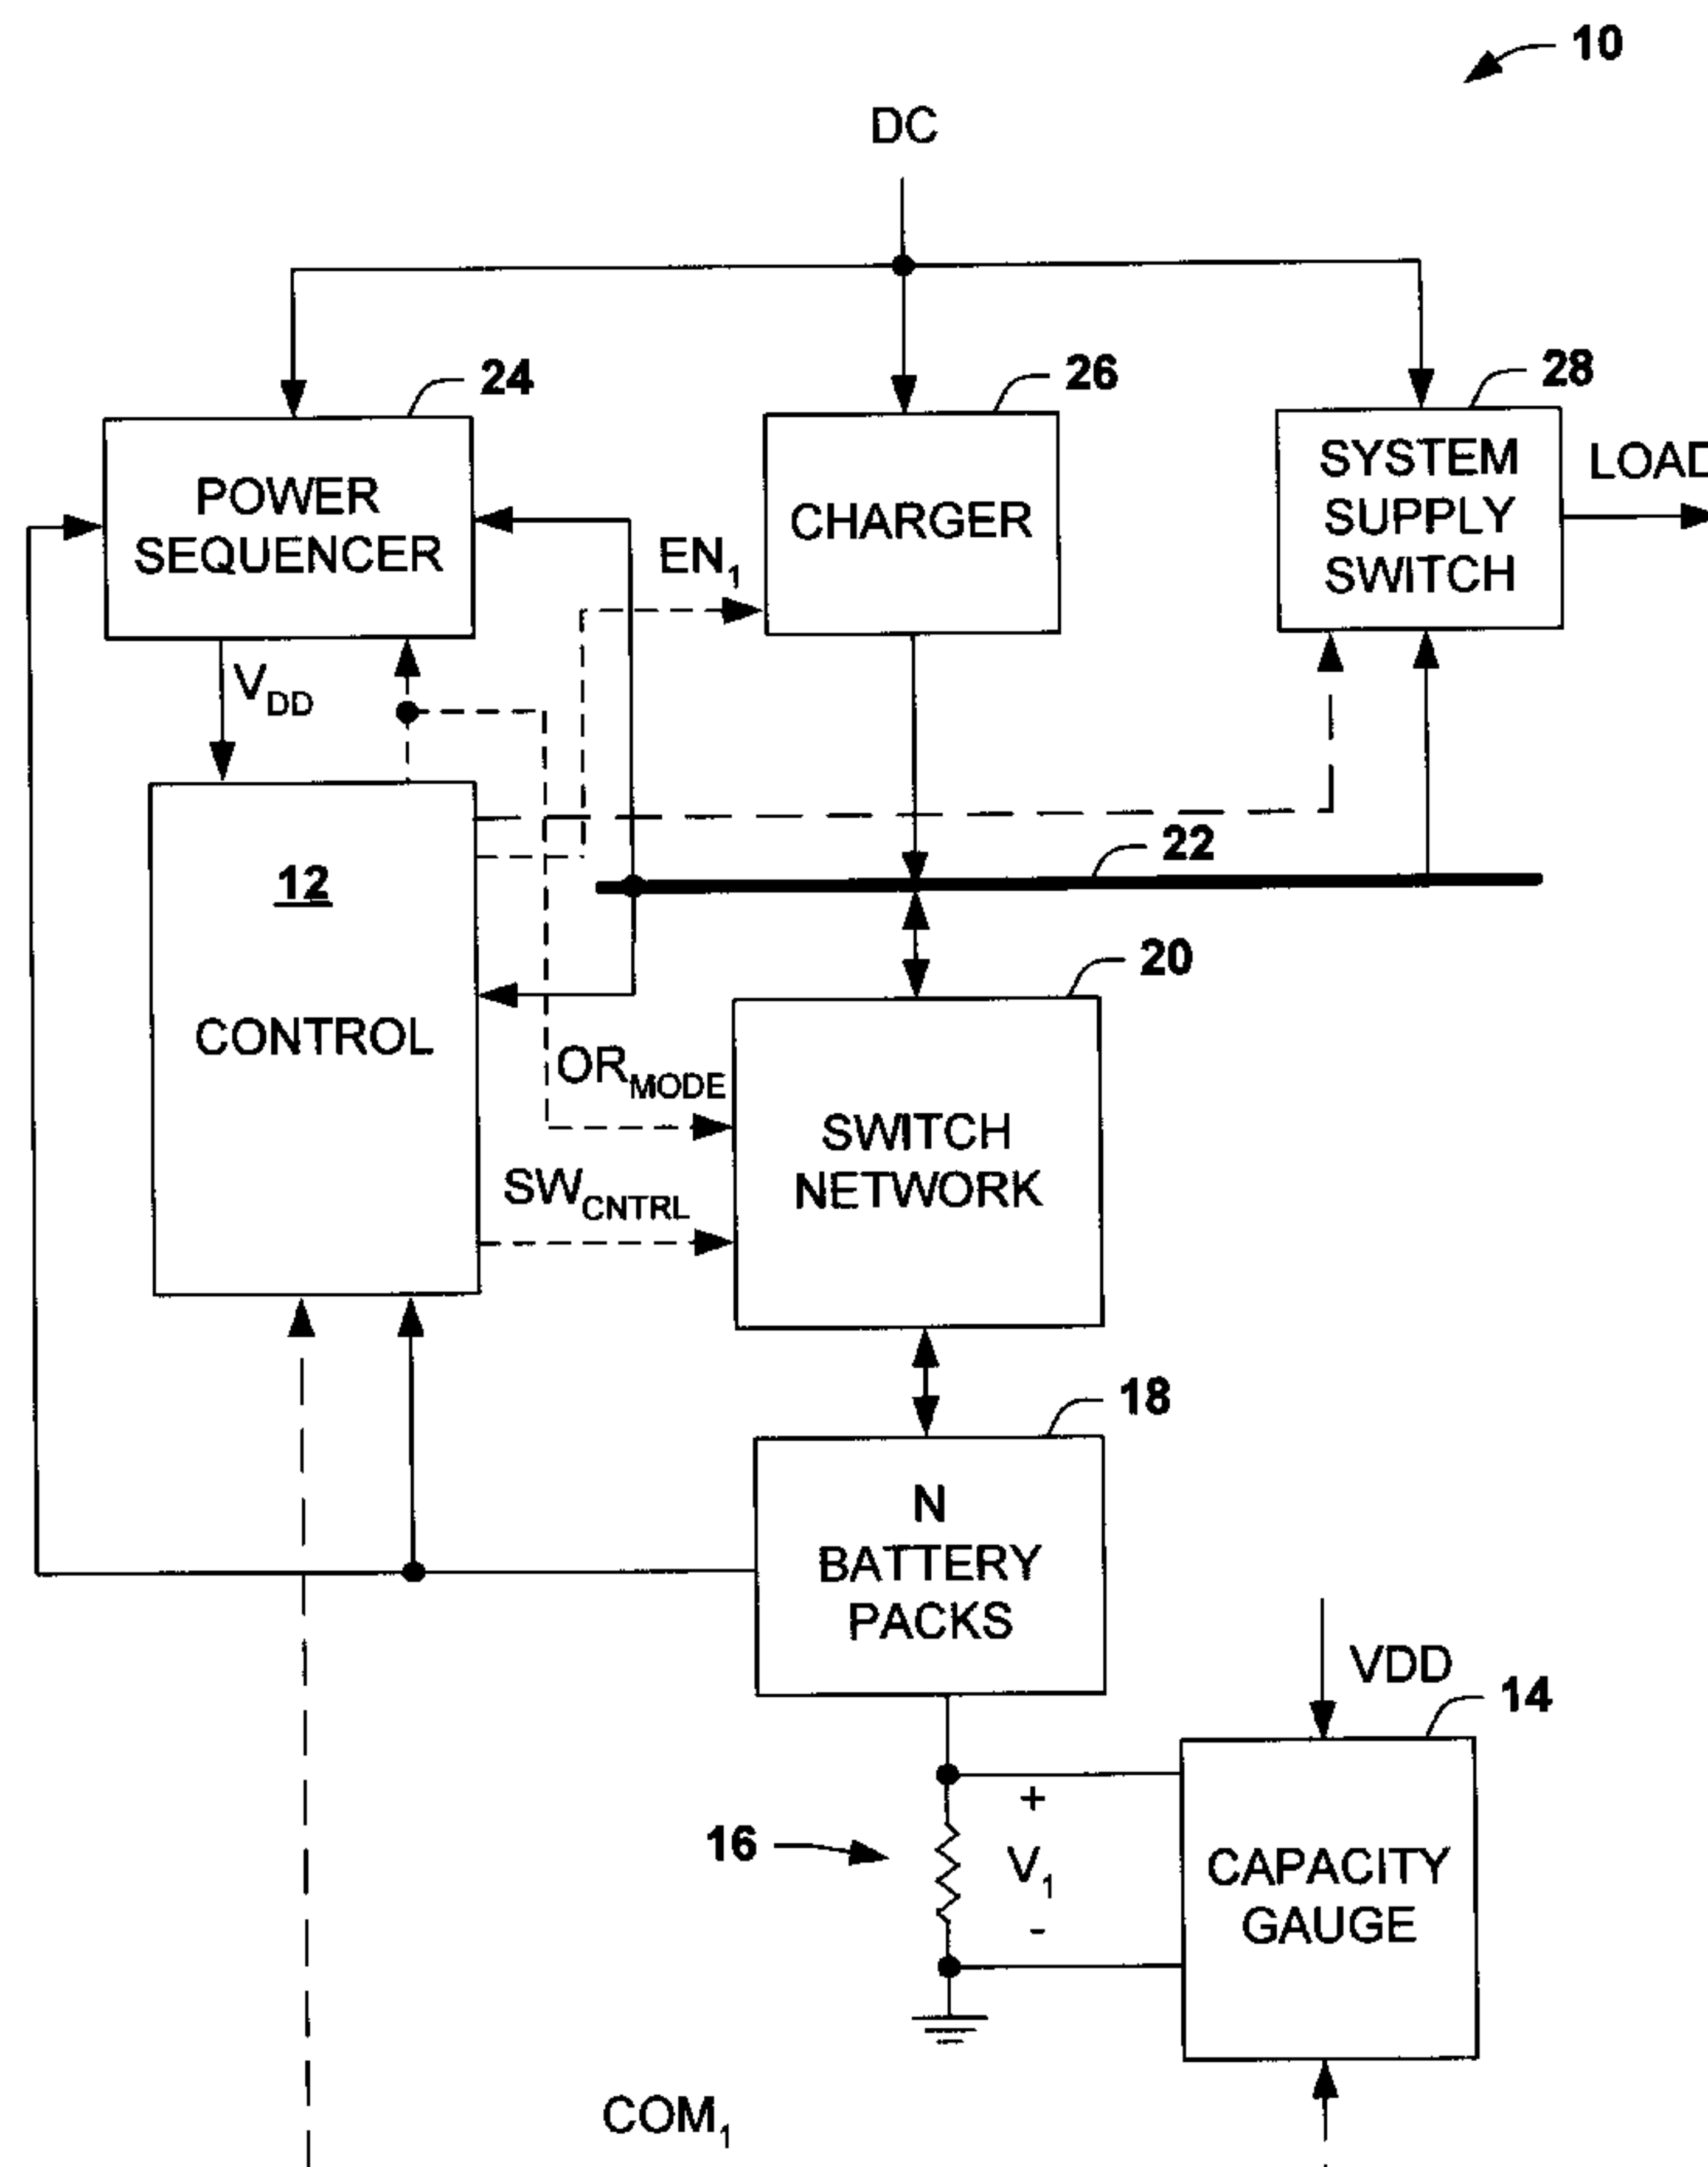 10
DC
24
26
28
POWER
SEQUENCER
CHARGER
SYSTEM
SUPPLY
SWITCH
LOAD
EN1
VDD
12
CONTROL
22
20
ORMODE
SWITCH
NETWORK
SWCNTRL
18
N
BATTERY
PACKS
VDD
14
16
+
V1
-
CAPACITY
GAUGE
COM1